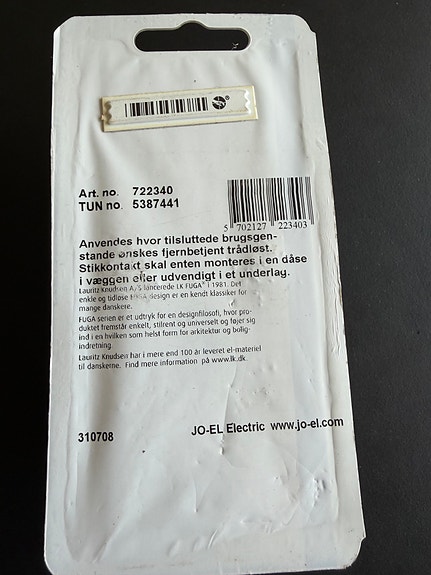 Art. no. 722340
TUN no. 5387441
5 702127 223403
Anvendes hvor tilsluttede brugsgen-
stande ønskes fjernbetjent trådløst.
Stikkontakt skal enten monteres i en dåse
i væggen eller udvendigt i et underlag.
Lauritz Knudsen A/S lancerede LK FUGA® i 1981. Det
enkle og tidløse FUGA design er en kendt klassiker for
mange danskere.
FUGA serien er et udtryk for en designfilosofi, hvor pro-
duktet fremstår enkelt, stilrent og universelt og føjer sig
ind i en hvilken som helst form for arkitektur og bolig-
indretning.
Lauritz Knudsen har i mere end 100 år leveret el-materiel
til danskerne. Find mere information på www.lk.dk.
310708
JO-EL Electric www.jo-el.com